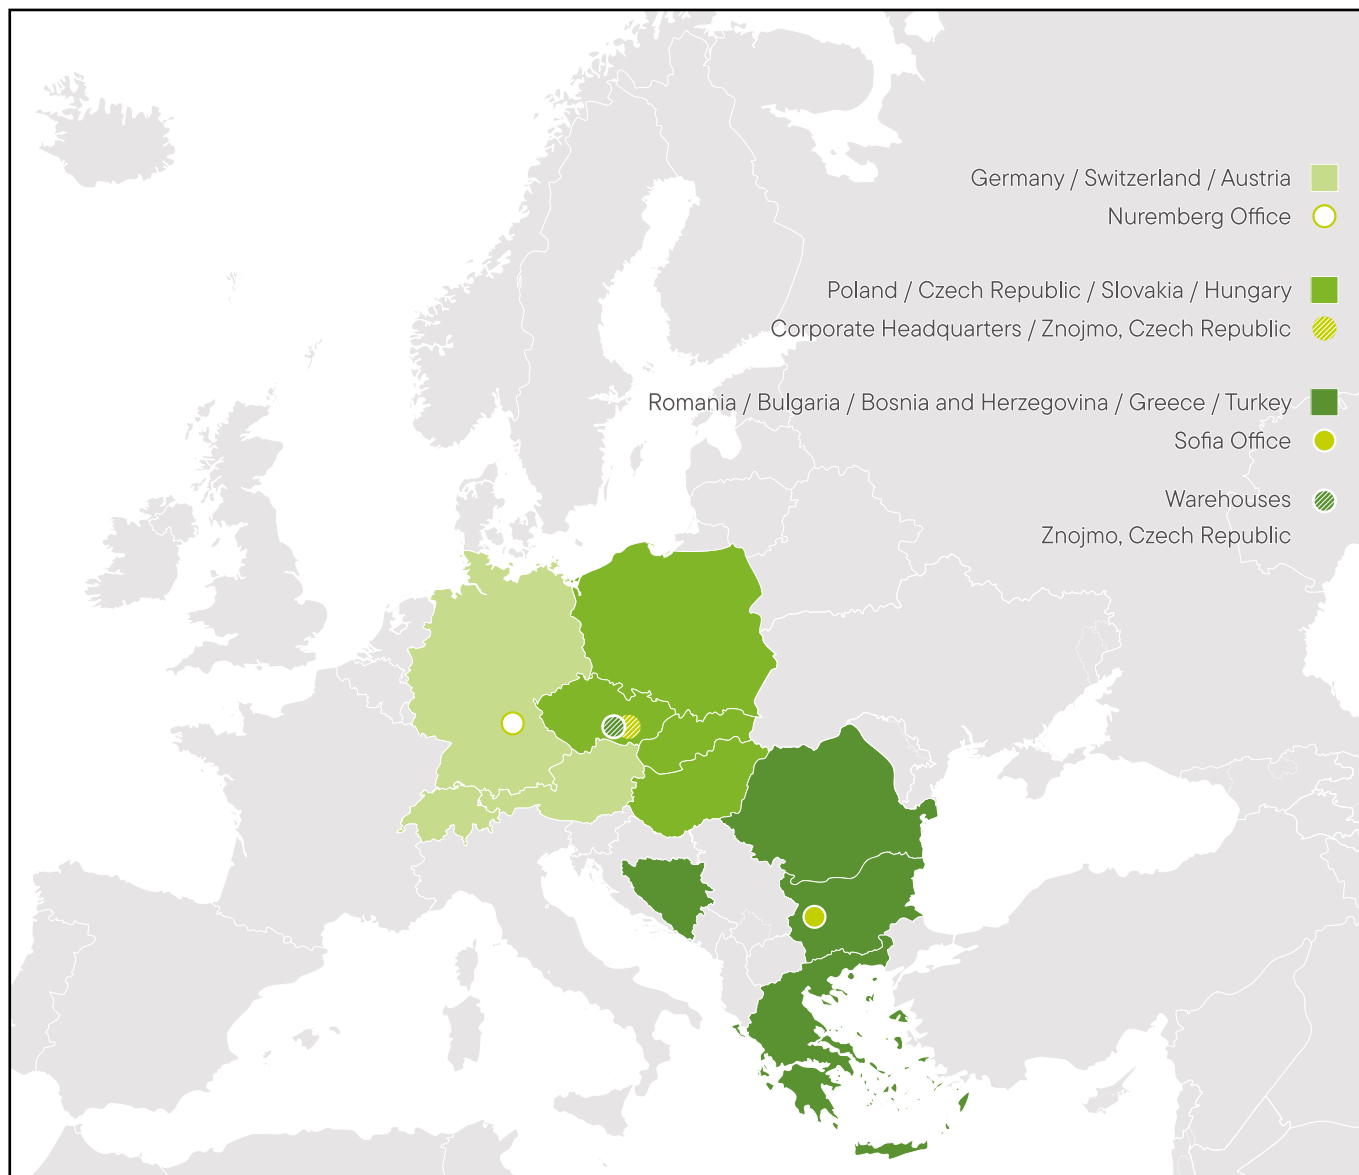 Germany / Switzerland / Austria
Nuremberg Office
Poland / Czech Republic / Slovakia / Hungary
Corporate Headquarters / Znojmo, Czech Republic
Romania / Bulgaria / Bosnia and Herzegovina / Greece / Turkey
Sofia Office
Warehouses
Znojmo, Czech Republic